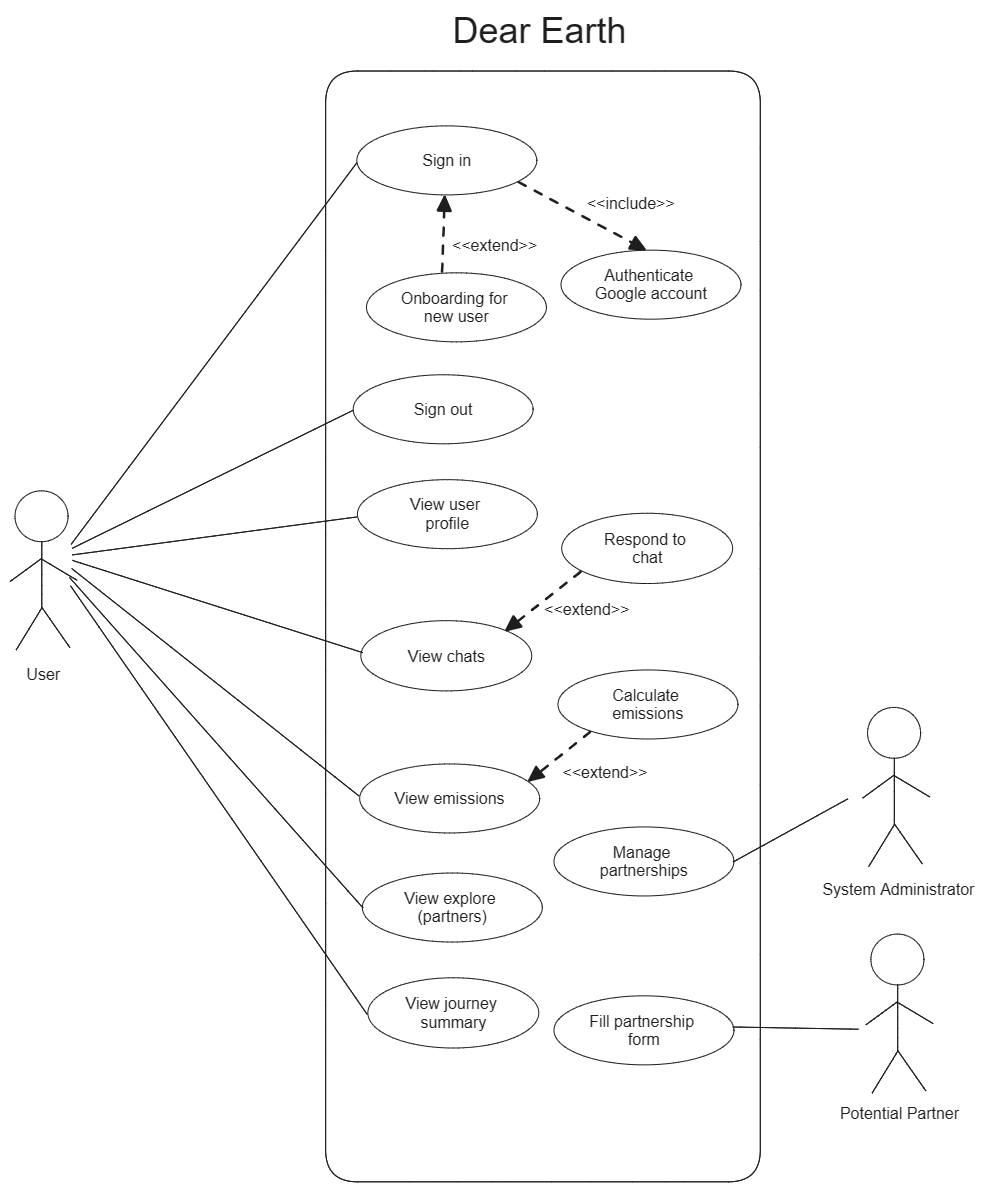 Dear Earth
Sign in
<<include>>
<<extend>>
Authenticate
Google account
Onboarding for
new user
Sign out
View user
profile
Respond to
chat
<<extend>>
View chats
User
Calculate
emissions
<<extend>>
View emissions
Manage
partnerships
System Administrator
View explore
(partners)
View journey
summary
Fill partnership
form
Potential Partner